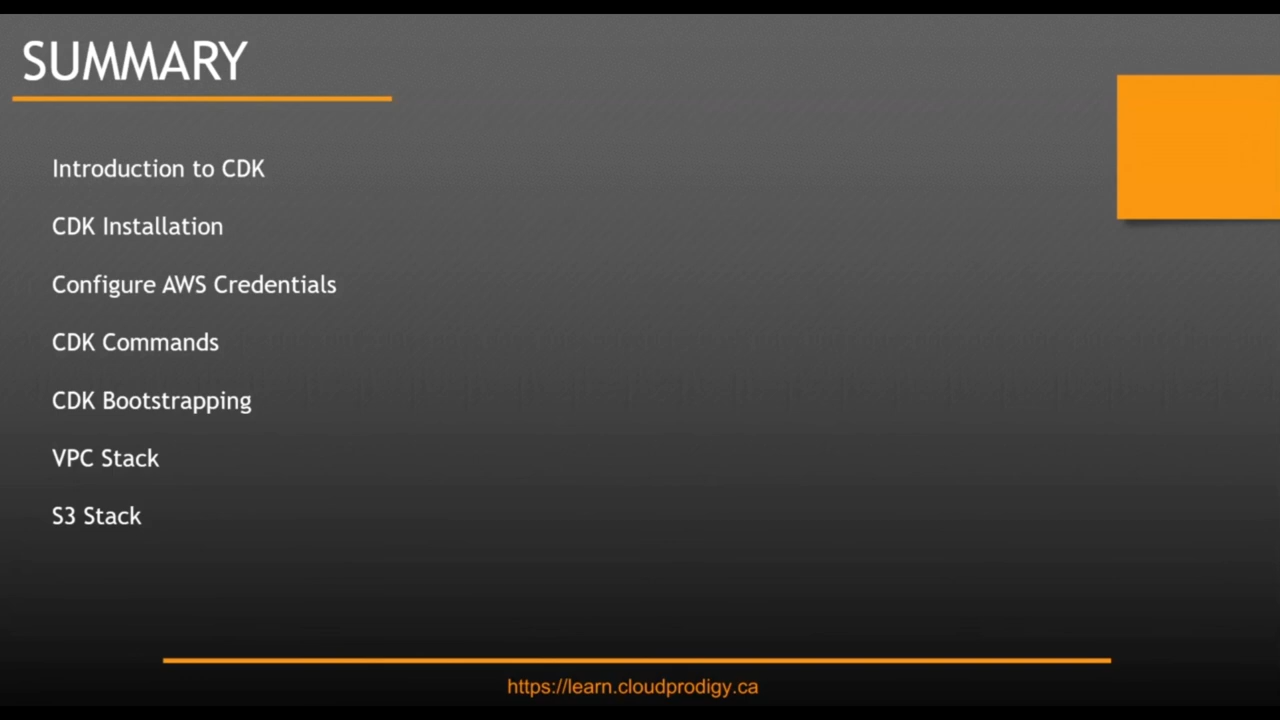 SUMMARY
Introduction to CDK
CDK Installation
Configure AWS Credentials
CDK Commands
CDK Bootstrapping
VPC Stack
S3 Stack
https://learn.cloudprodigy.ca